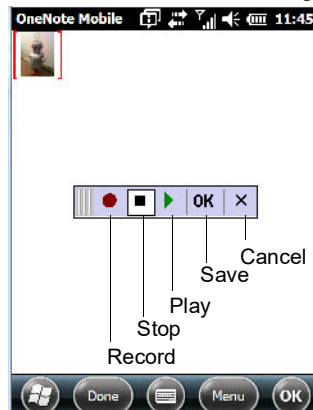 OneNote Mobile 11:45
OK
Cancel
Save
Play
Stop
Record
Done Menu OK